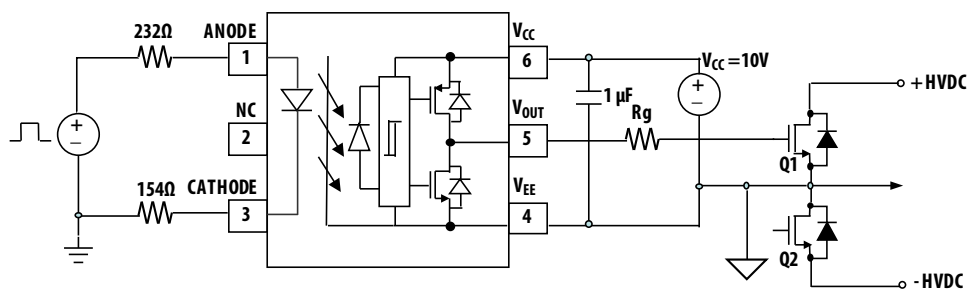 232Ω
ANODE
1
NC
2
154Ω
CATHODE
3
VCC
6
VOUT
5
VEE
4
1 µF
Rg
VCC=10V
+
−
+
−
+HVDC
Q1
Q2
-HVDC